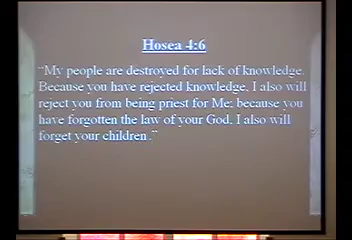 Hosea 4:6
“My people are destroyed for lack of knowledge.
Because you have rejected knowledge, I also will
reject you from being priest for Me; because you
have forgotten the law of your God, I also will
forget your children.”